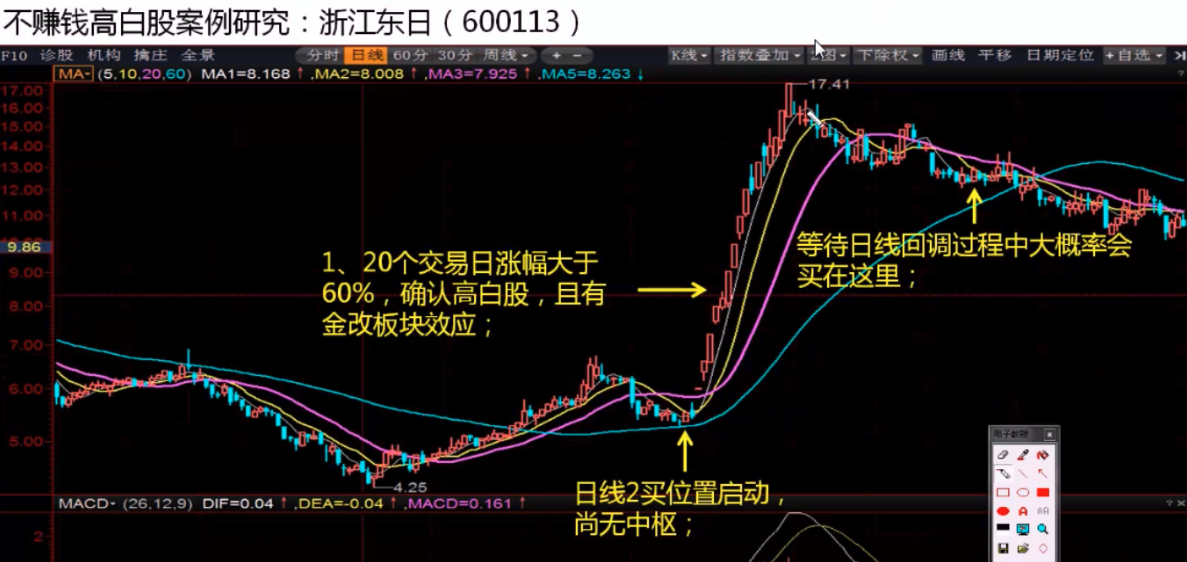 不赚钱高白股案例研究：浙江东日（600113）
F10 诊股 机构 擒庄 全景 分时 日线 60分 30分 周线 + - K线 指数叠加 图 下除权 画线 平移 日期定位 +自选
MA (5,10,20,60) MA1=8.168 ↑ ,MA2=8.008 ↑ ,MA3=7.925 ↑ ,MA5=8.263 ↓
17.00
17.41
16.00
15.00
14.00
13.00
12.00
11.00
9.86
等待日线回调过程中大概率会
买在这里；
1、20个交易日涨幅大于
60%，确认高白股，且有
金改板块效应；
9.00
8.00
7.00
6.00
5.00
4.25
日线2买位置启动，
尚无中枢；
MACD (26,12,9) DIF=0.04 ↑ ,DEA=-0.04 ↑ ,MACD=0.161 ↑
2